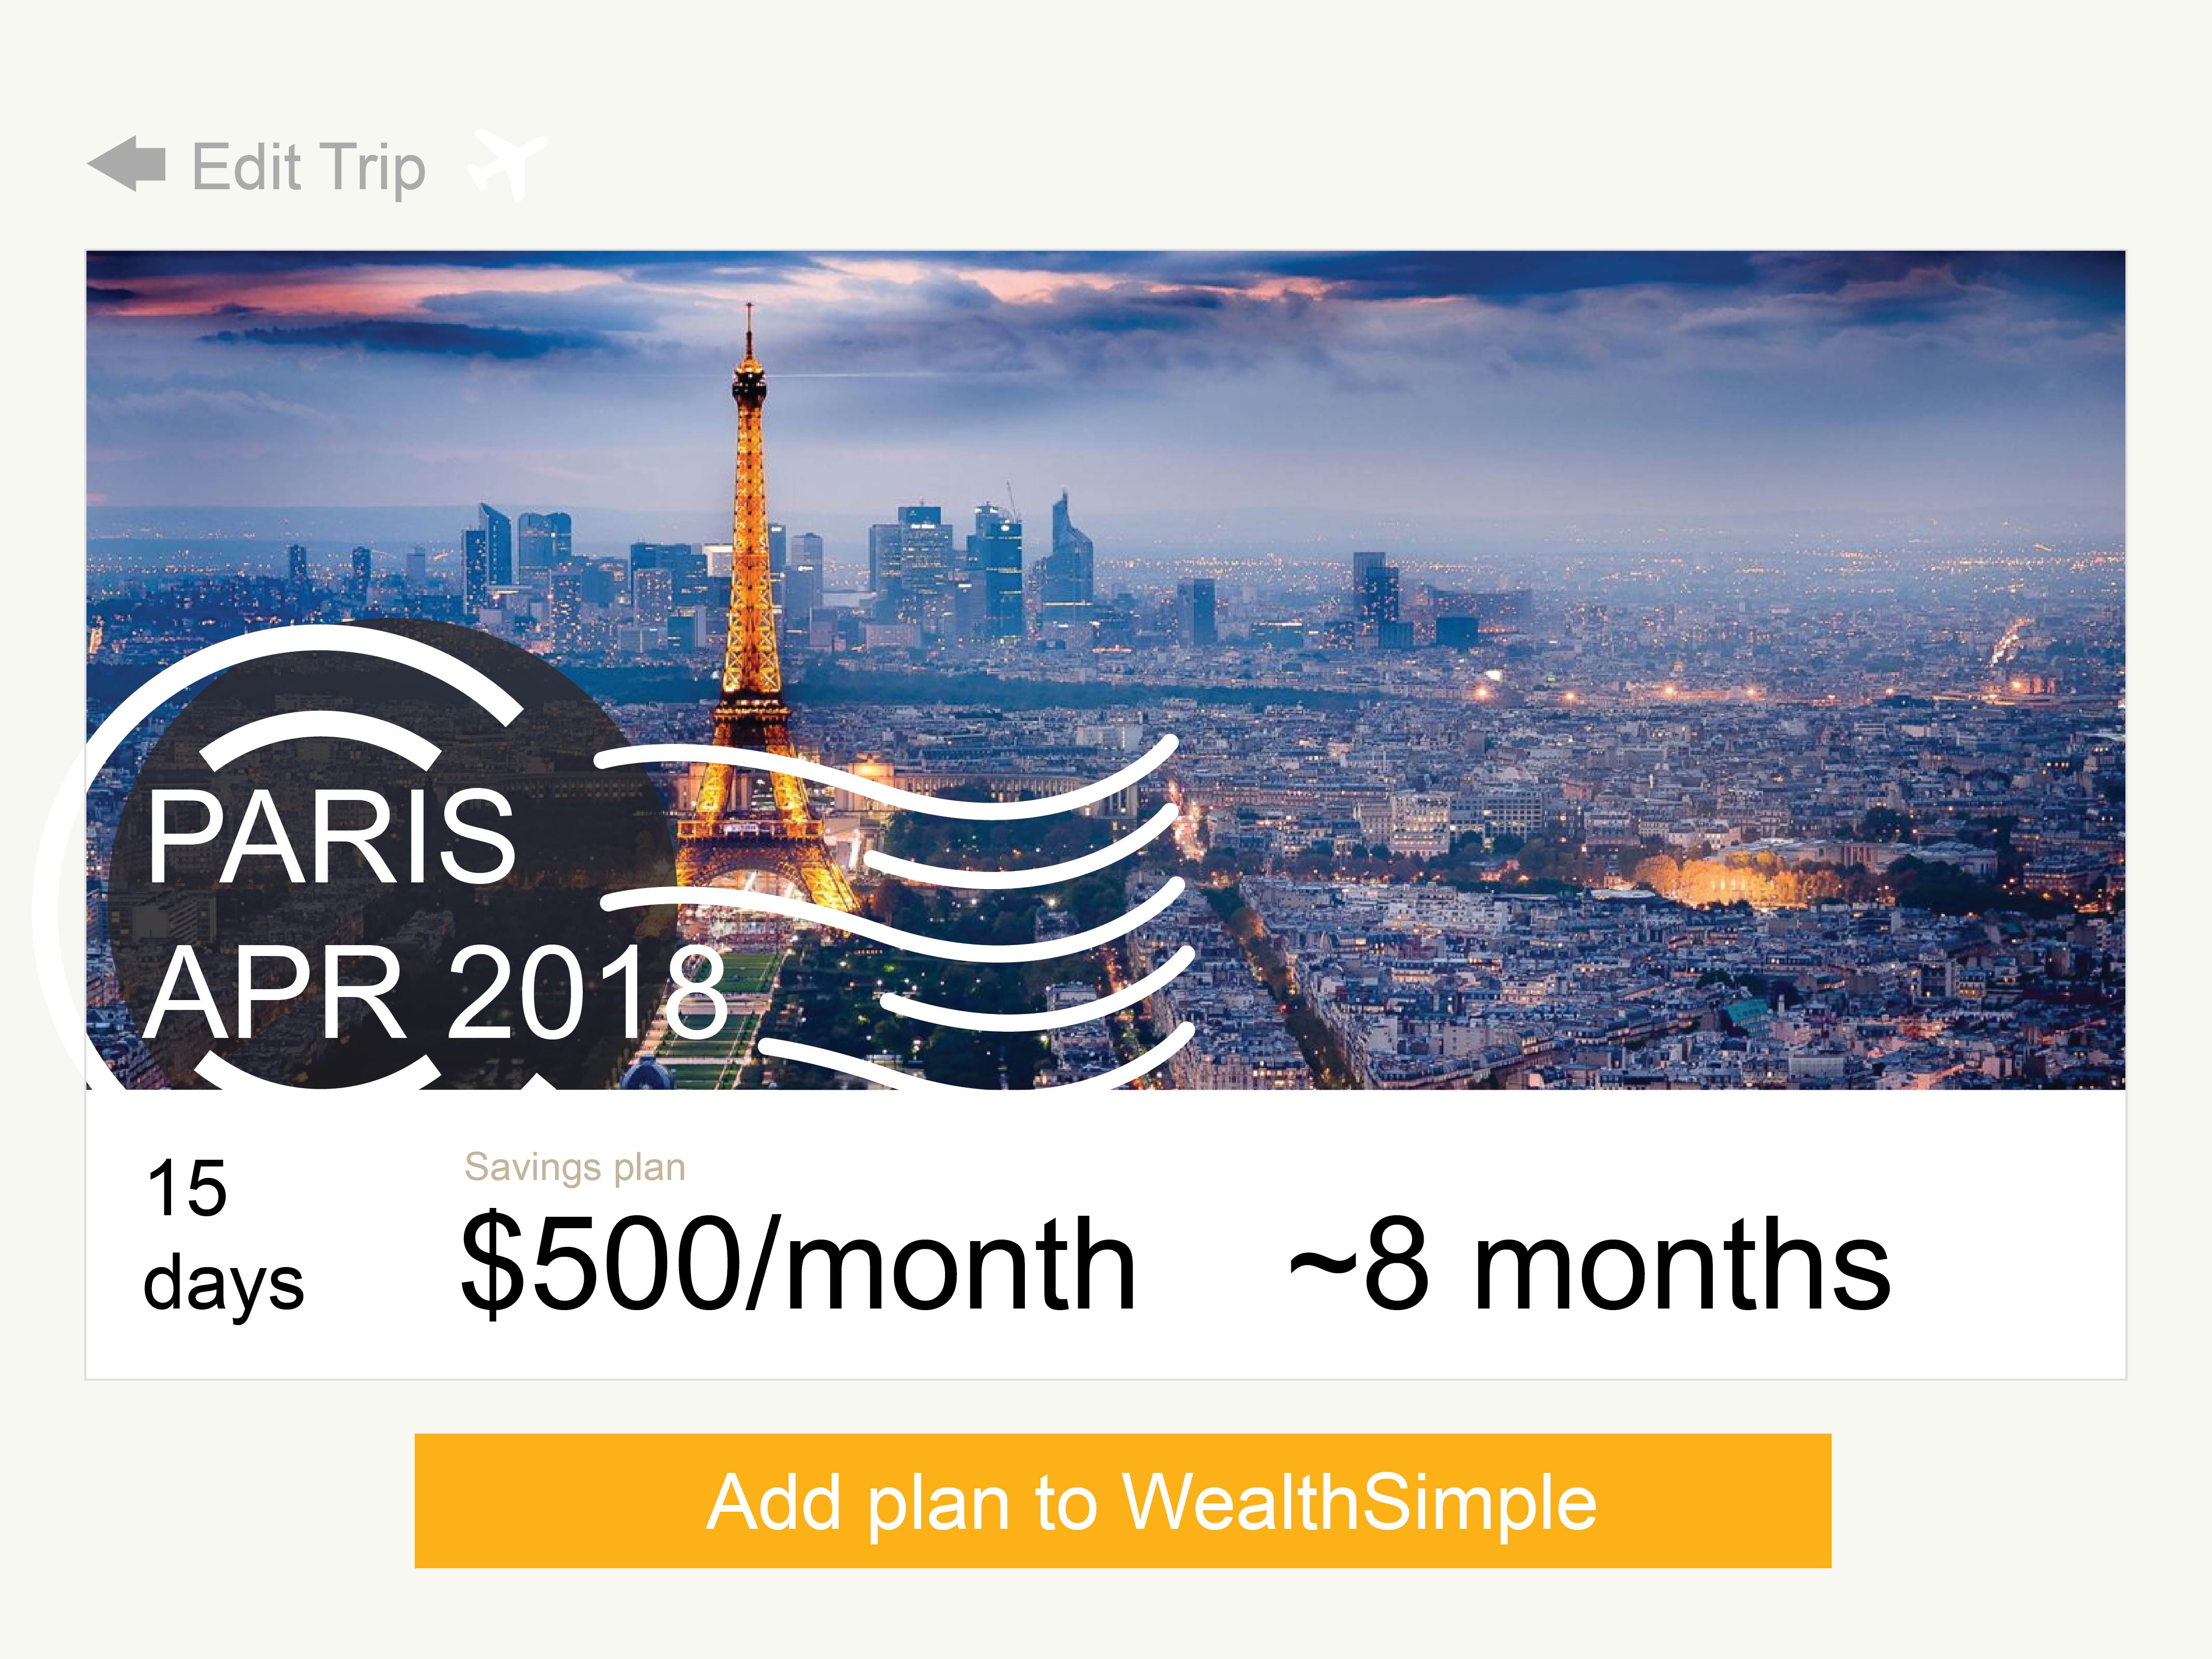 Edit Trip
PARIS
APR 2018
15
days
Savings plan
$500/month
~8 months
Add plan to WealthSimple